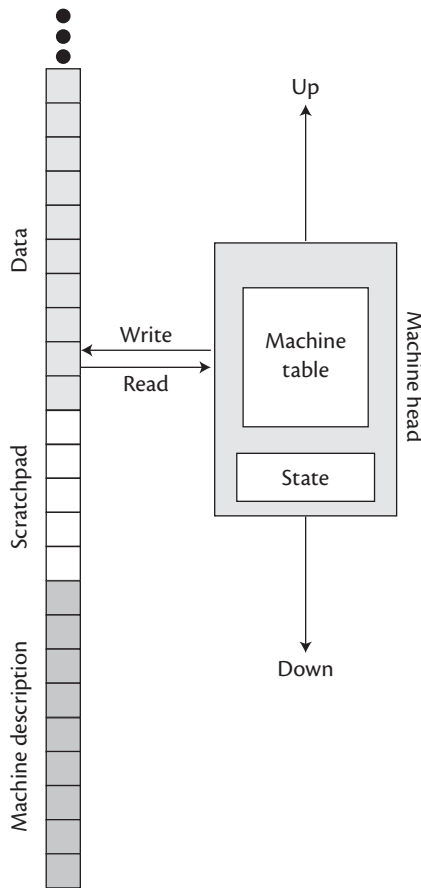 Up
Data
Write
Read
Machine
table
Machine head
State
Scratchpad
Down
Machine description